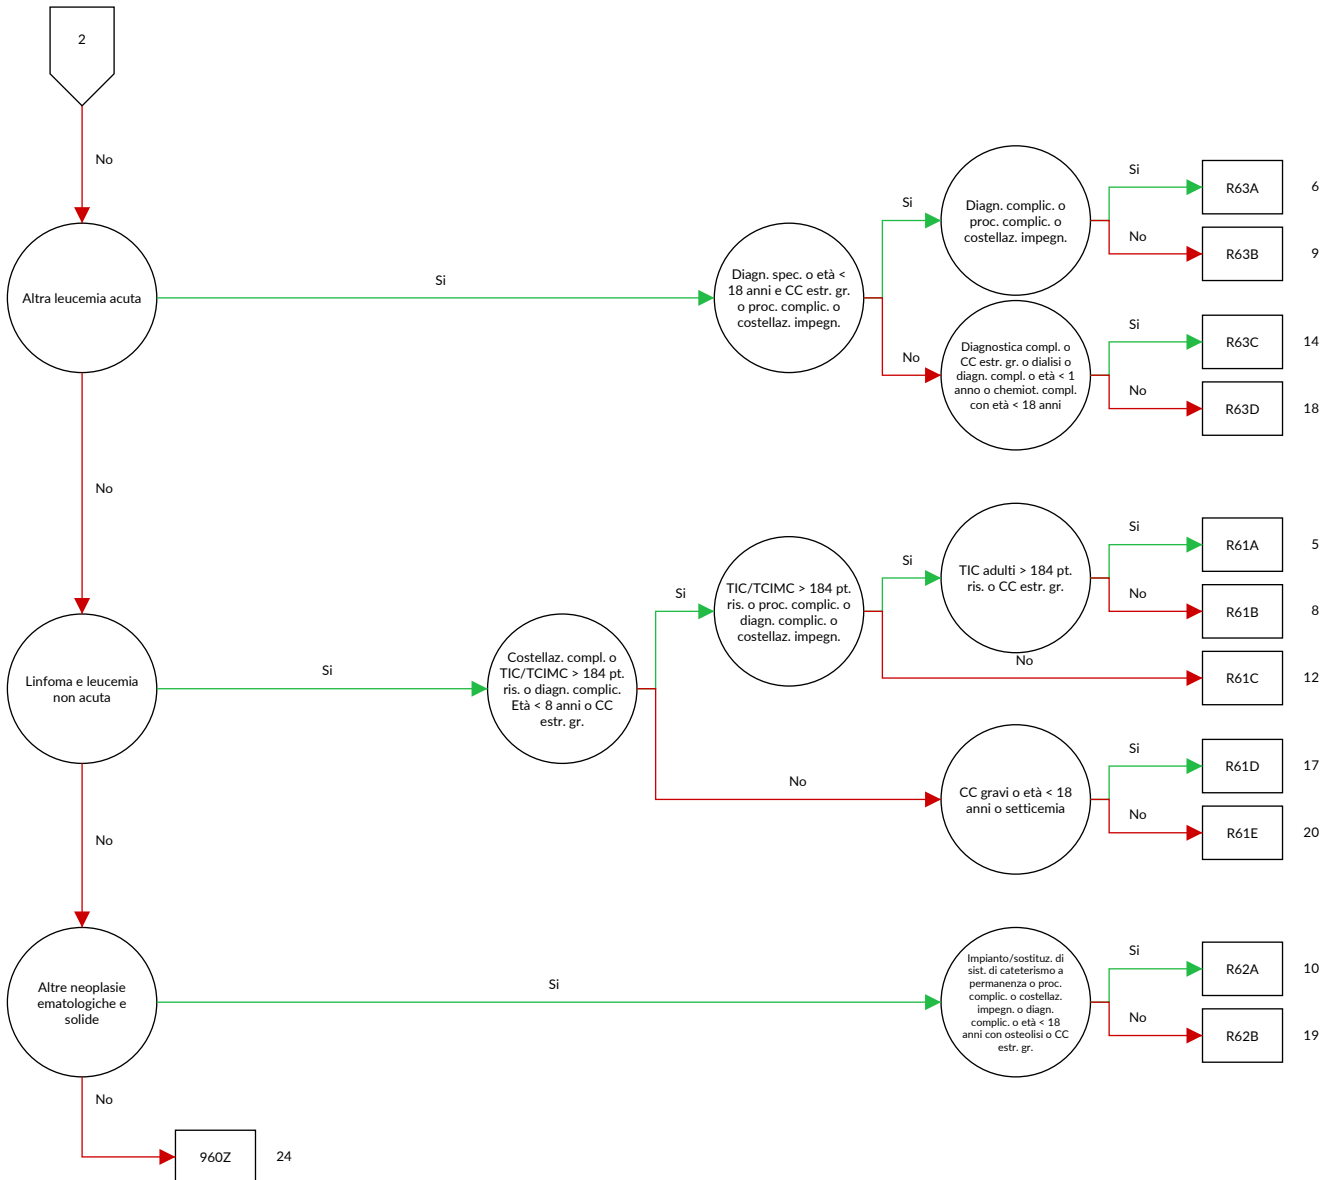 2
No
Altra leucemia acuta
Si
Diagn. spec. o età <
18 anni e CC estr. gr.
o proc. complic. o
costellaz. impegn.
Si
Diagn. complic. o
proc. complic. o
costellaz. impegn.
Si
R63A
6
No
R63B
9
No
Diagnostica compl. o
CC estr. gr. o dialisi o
diagn. compl. o età < 1
anno o chemiot. compl.
con età < 18 anni
Si
R63C
14
No
R63D
18
No
Linfoma e leucemia
non acuta
Si
Costellaz. compl. o
TIC/TCIMC > 184 pt.
ris. o diagn. complic.
Età < 8 anni o CC
estr. gr.
Si
TIC/TCIMC > 184 pt.
ris. o proc. complic. o
diagn. complic. o
costellaz. impegn.
Si
TIC adulti > 184 pt.
ris. o CC estr. gr.
Si
R61A
5
No
R61B
8
No
R61C
12
No
CC gravi o età < 18
anni o setticemia
Si
R61D
17
No
R61E
20
No
Altre neoplasie
ematologiche e
solide
Si
Impianto/sostituz. di
sist. di cateterismo a
permanenza o proc.
complic. o costellaz.
impegn. o diagn.
complic. o età < 18
anni con osteolisi o CC
estr. gr.
Si
R62A
10
No
R62B
19
No
960Z
24